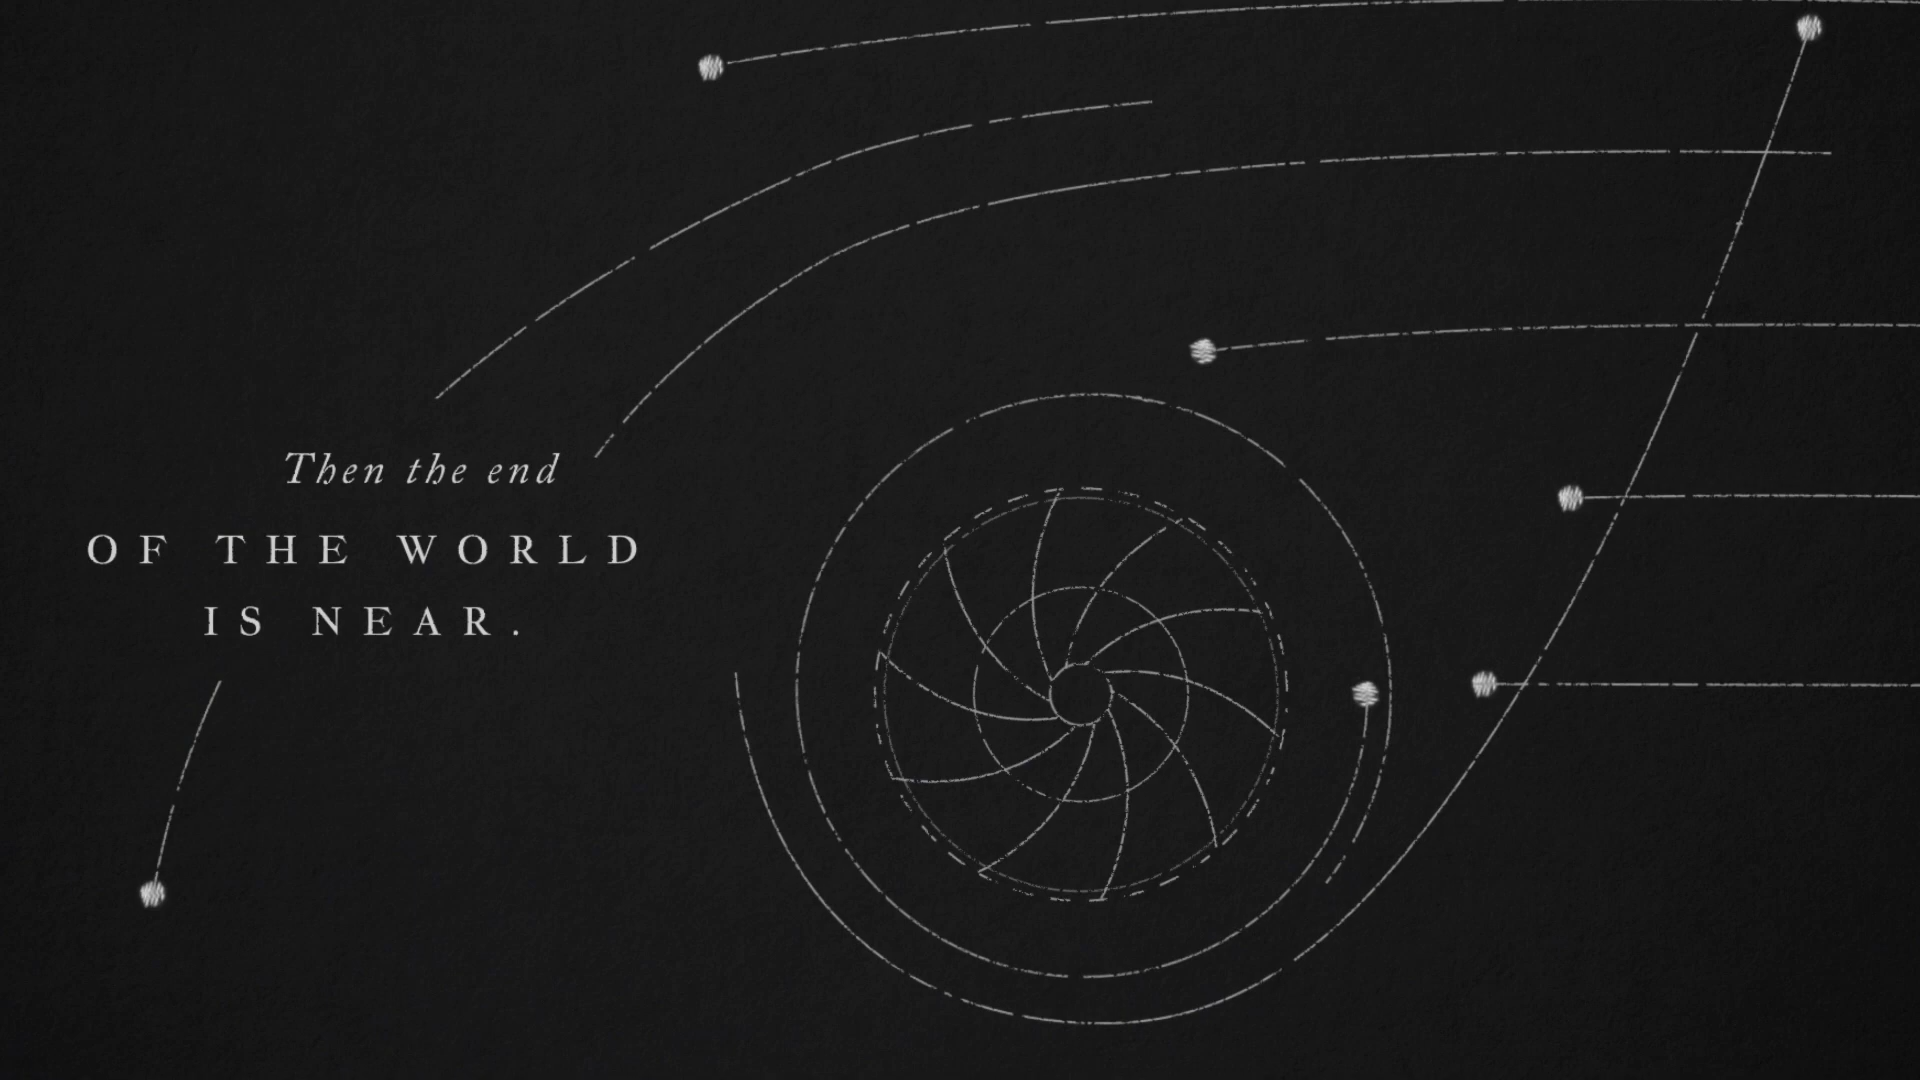 Then the end
OF THE WORLD
IS NEAR.